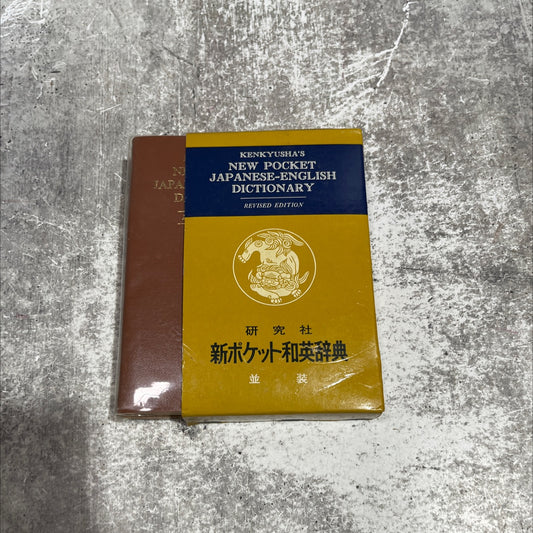 KENKYUSHA'S
NEW POCKET
JAPANESE-ENGLISH
DICTIONARY
REVISED EDITION
研究社
新ポケット和英辞典
並装